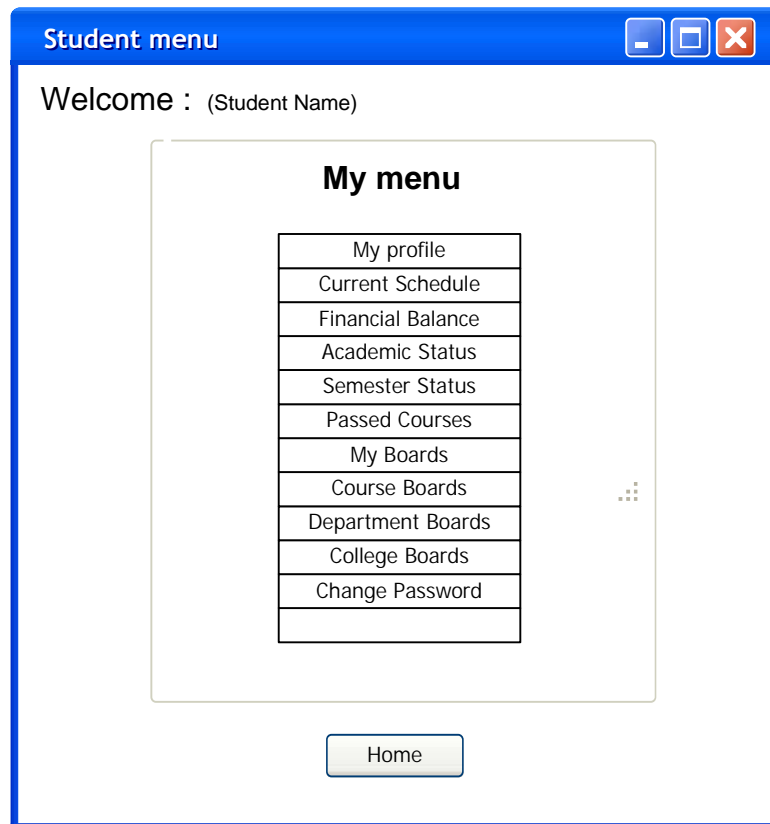 Student menu
Welcome : (Student Name)
My menu
My profile
Current Schedule
Financial Balance
Academic Status
Semester Status
Passed Courses
My Boards
Course Boards
Department Boards
College Boards
Change Password
Home